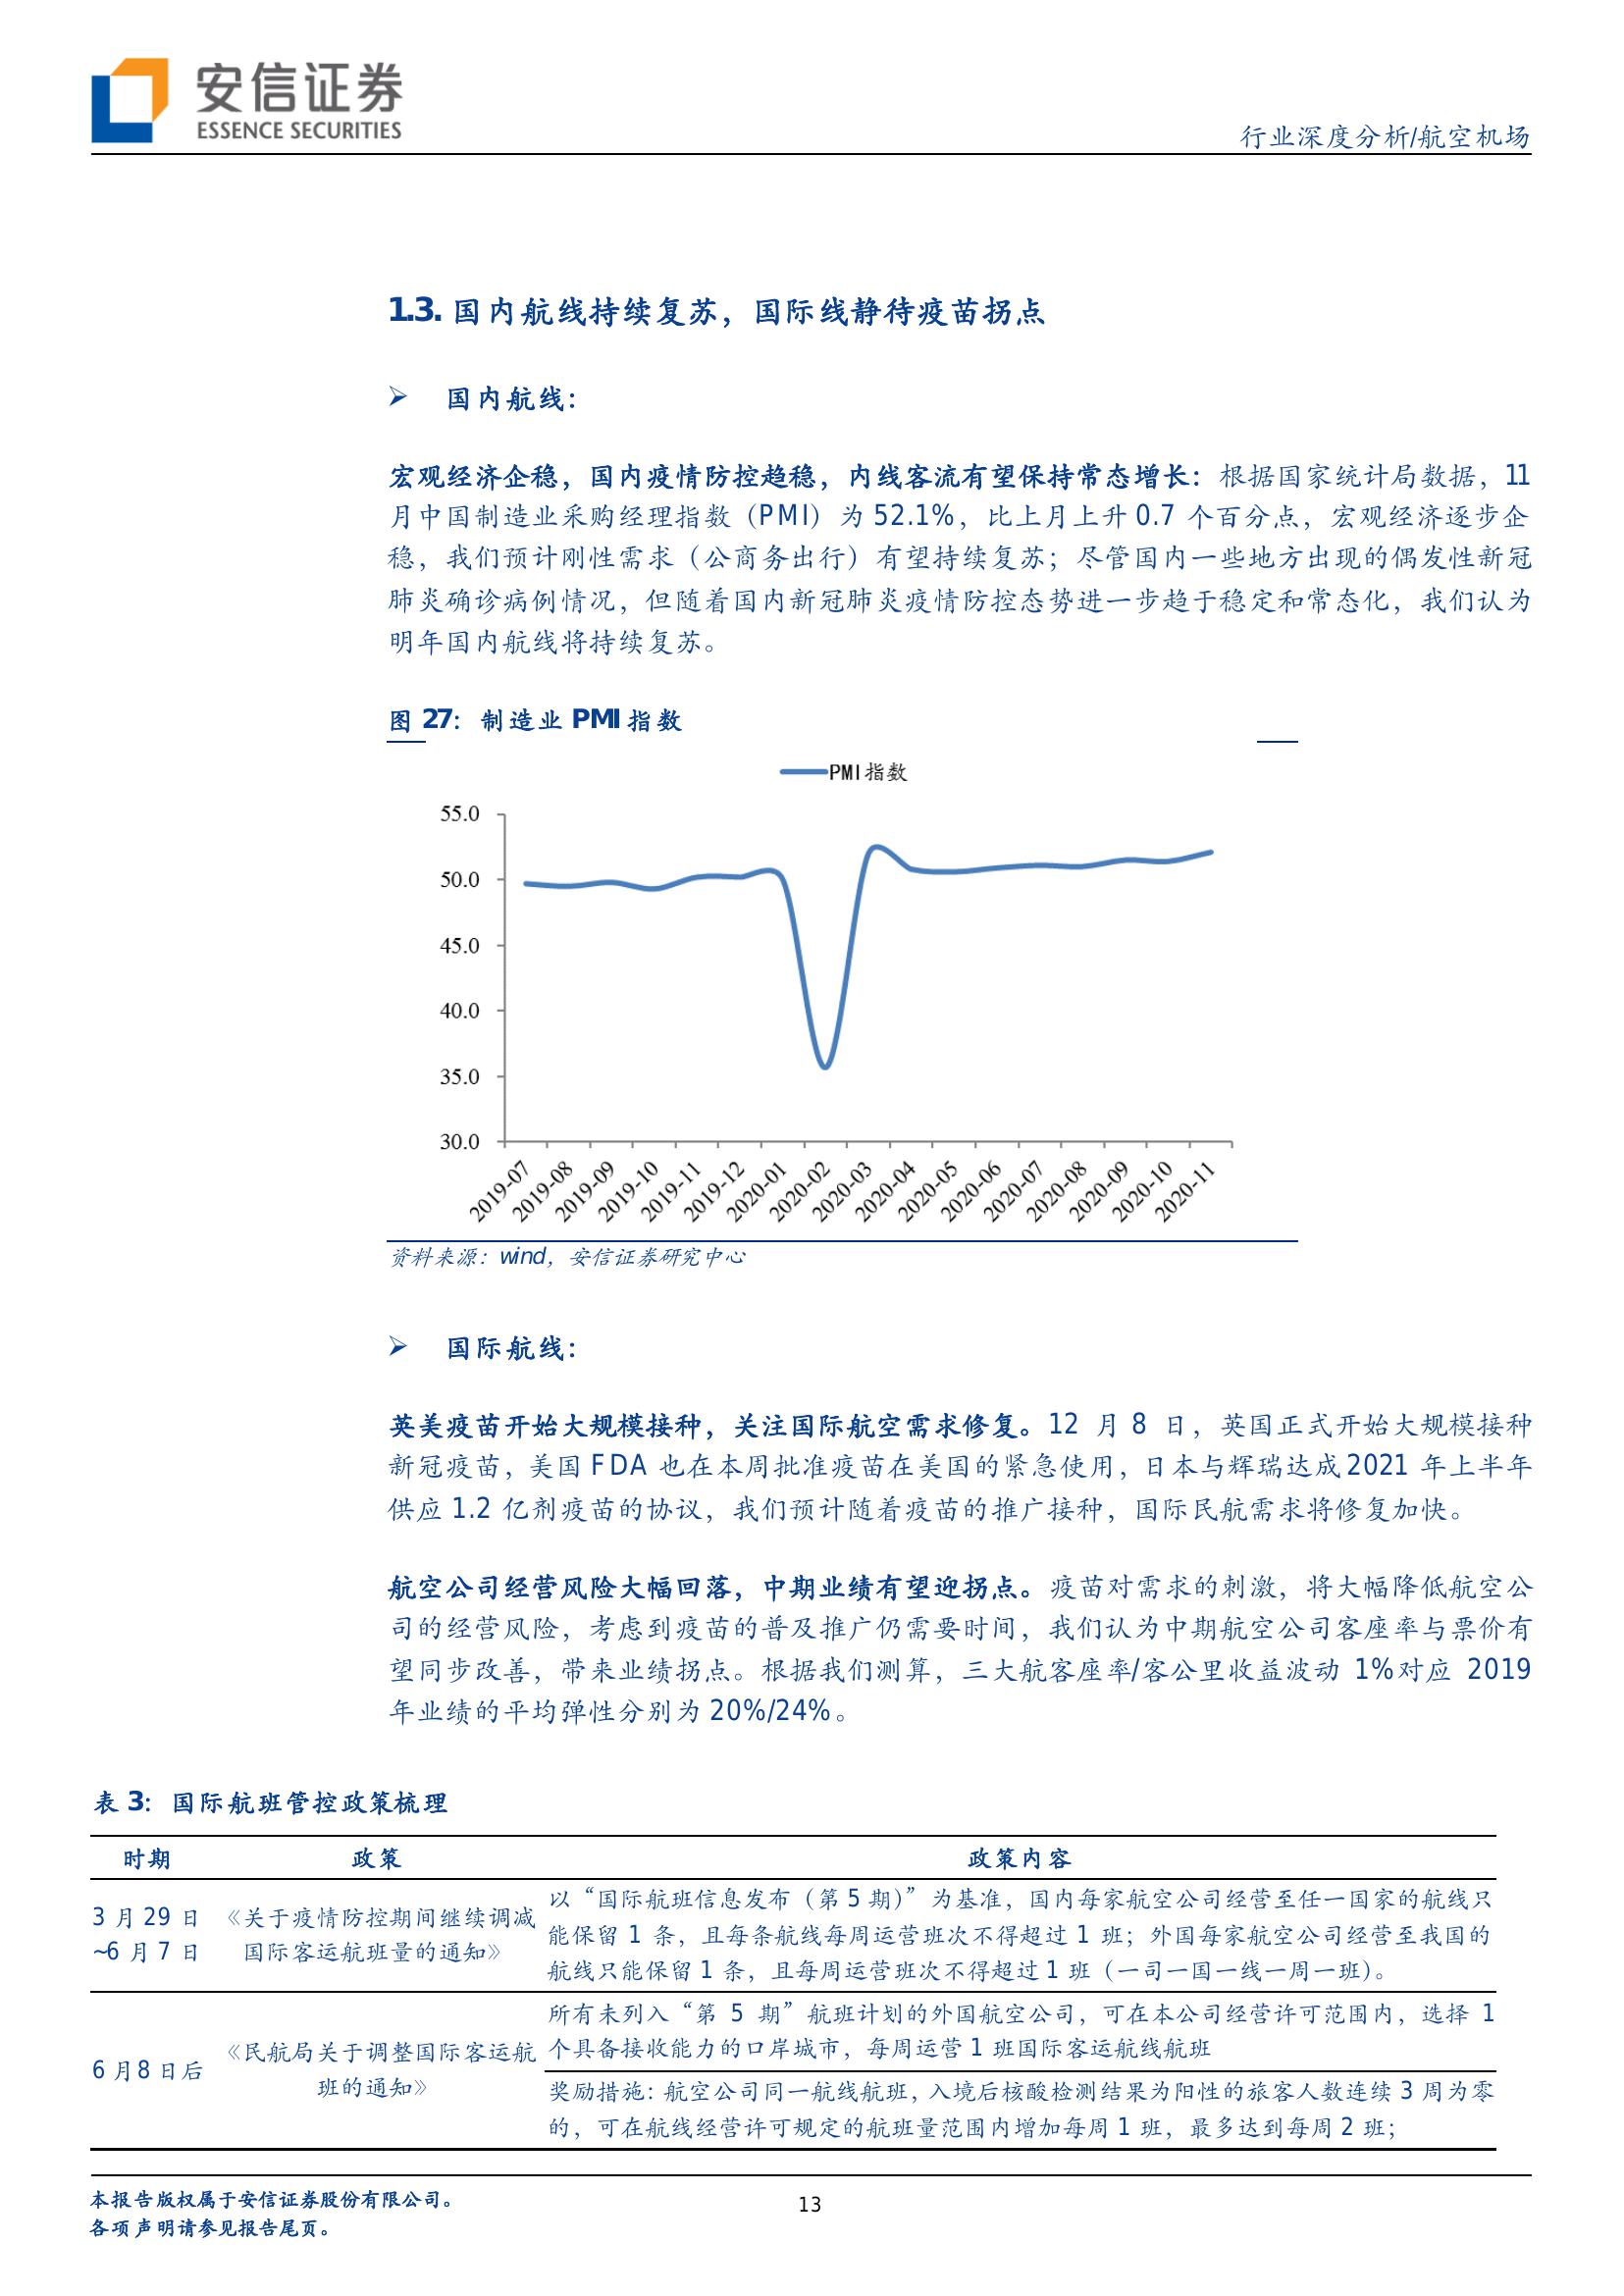 安信证券
ESSENCE SECURITIES
行业深度分析/航空机场
1.3. 国内航线持续复苏，国际线静待疫苗拐点
国内航线：
宏观经济企稳，国内疫情防控趋稳，内线客流有望保持常态增长：根据国家统计局数据，11
月中国制造业采购经理指数（PMI）为 52.1%，比上月上升 0.7 个百分点，宏观经济逐步企
稳，我们预计刚性需求（公商务出行）有望持续复苏；尽管国内一些地方出现的偶发性新冠
肺炎确诊病例情况，但随着国内新冠肺炎疫情防控态势进一步趋于稳定和常态化，我们认为
明年国内航线将持续复苏。
图 27：制造业 PMI 指数
PMI指数
55.0
50.0
45.0
40.0
35.0
30.0
2019-07
2019-08
2019-09
2019-10
2019-11
2019-12
2020-01
2020-02
2020-03
2020-04
2020-05
2020-06
2020-07
2020-08
2020-09
2020-10
2020-11
资料来源：wind，安信证券研究中心
国际航线：
英美疫苗开始大规模接种，关注国际航空需求修复。12 月 8 日，英国正式开始大规模接种
新冠疫苗，美国 FDA 也在本周批准疫苗在美国的紧急使用，日本与辉瑞达成 2021 年上半年
供应 1.2 亿剂疫苗的协议，我们预计随着疫苗的推广接种，国际民航需求将修复加快。
航空公司经营风险大幅回落，中期业绩有望迎拐点。疫苗对需求的刺激，将大幅降低航空公
司的经营风险，考虑到疫苗的普及推广仍需要时间，我们认为中期航空公司客座率与票价有
望同步改善，带来业绩拐点。根据我们测算，三大航客座率/客公里收益波动 1%对应 2019
年业绩的平均弹性分别为 20%/24%。
表 3：国际航班管控政策梳理
时期 政策 政策内容
3 月 29 日
~6 月 7 日
《关于疫情防控期间继续调减
国际客运航班量的通知》
以“国际航班信息发布（第 5 期）”为基准，国内每家航空公司经营至任一国家的航线只
能保留 1 条，且每条航线每周运营班次不得超过 1 班；外国每家航空公司经营至我国的
航线只能保留 1 条，且每周运营班次不得超过 1 班（一司一国一线一周一班）。
6 月 8 日后
《民航局关于调整国际客运航
班的通知》
所有未列入“第 5 期”航班计划的外国航空公司，可在本公司经营许可范围内，选择 1
个具备接收能力的口岸城市，每周运营 1 班国际客运航线航班
奖励措施：航空公司同一航线航班，入境后核酸检测结果为阳性的旅客人数连续 3 周为零
的，可在航线经营许可规定的航班量范围内增加每周 1 班，最多达到每周 2 班；
本报告版权属于安信证券股份有限公司。
各项声明请参见报告尾页。
13